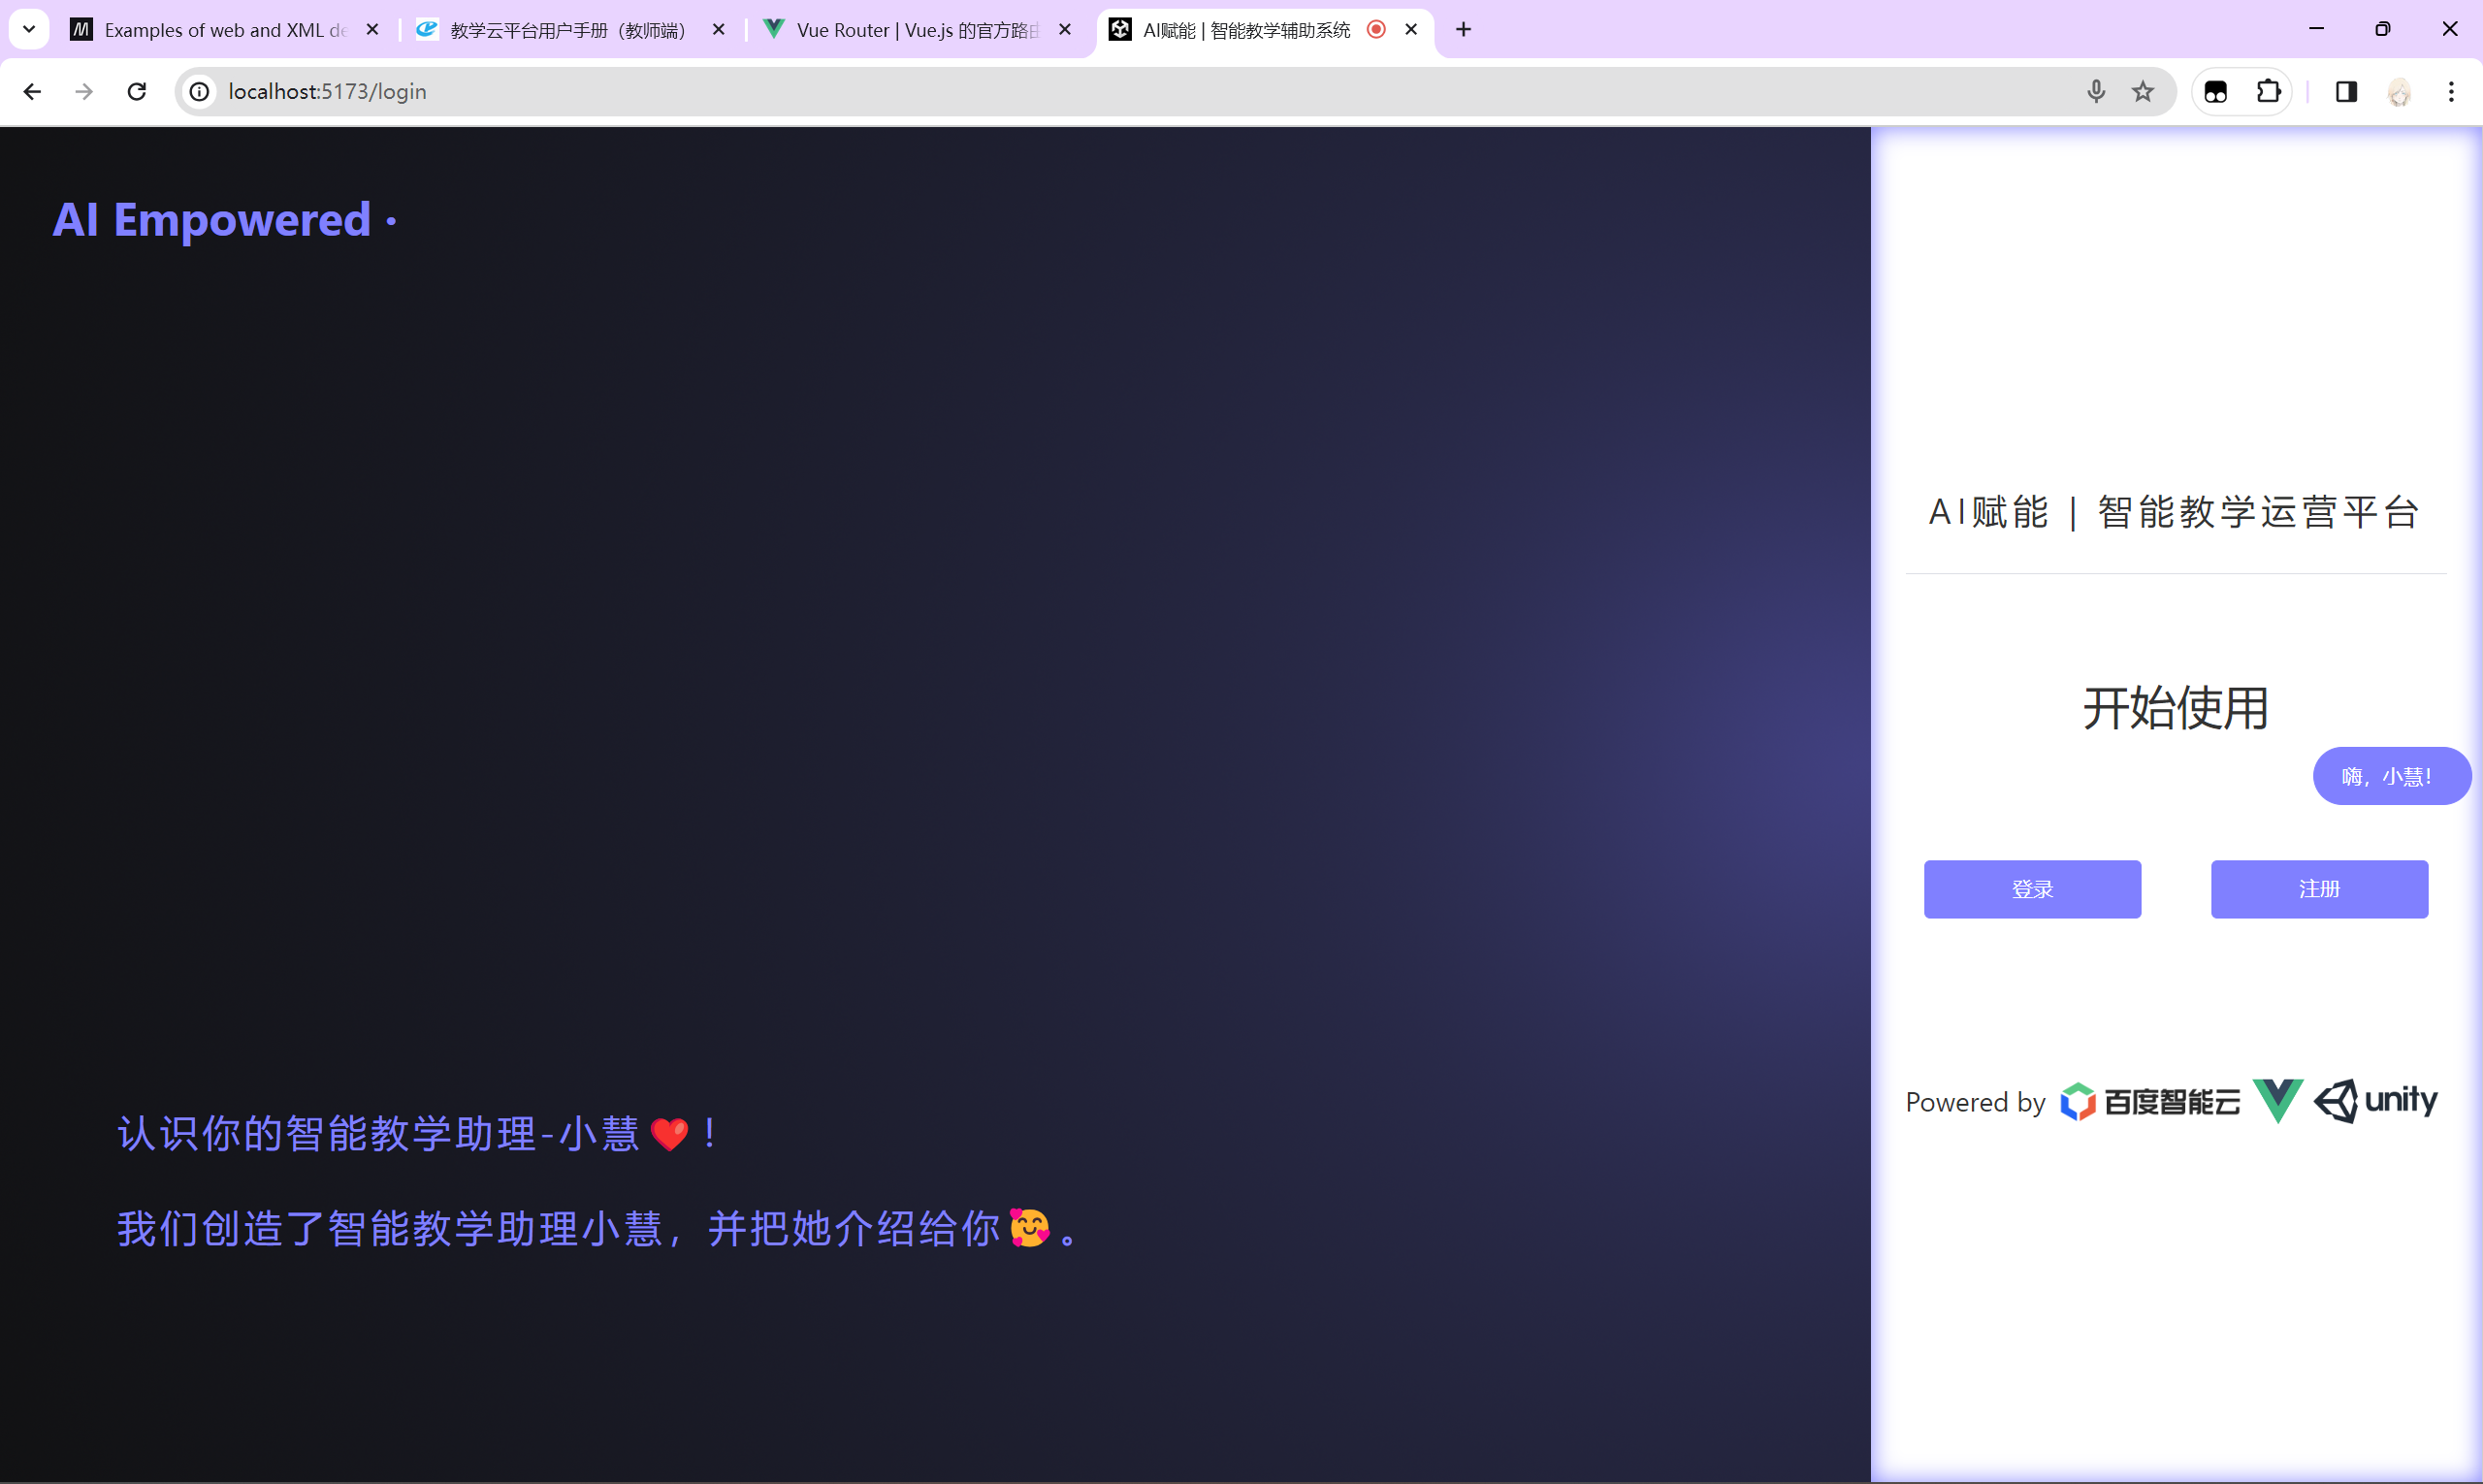 Examples of web and XML de
教学云平台用户手册（教师端）
Vue Router | Vue.js 的官方路由
AI赋能 | 智能教学辅助系统
localhost:5173/login
AI Empowered ·
认识你的智能教学助理-小慧❤️！
我们创造了智能教学助理小慧，并把她介绍给你🥰。
AI赋能 | 智能教学运营平台
开始使用
嗨，小慧！
登录
注册
Powered by 百度智能云 unity